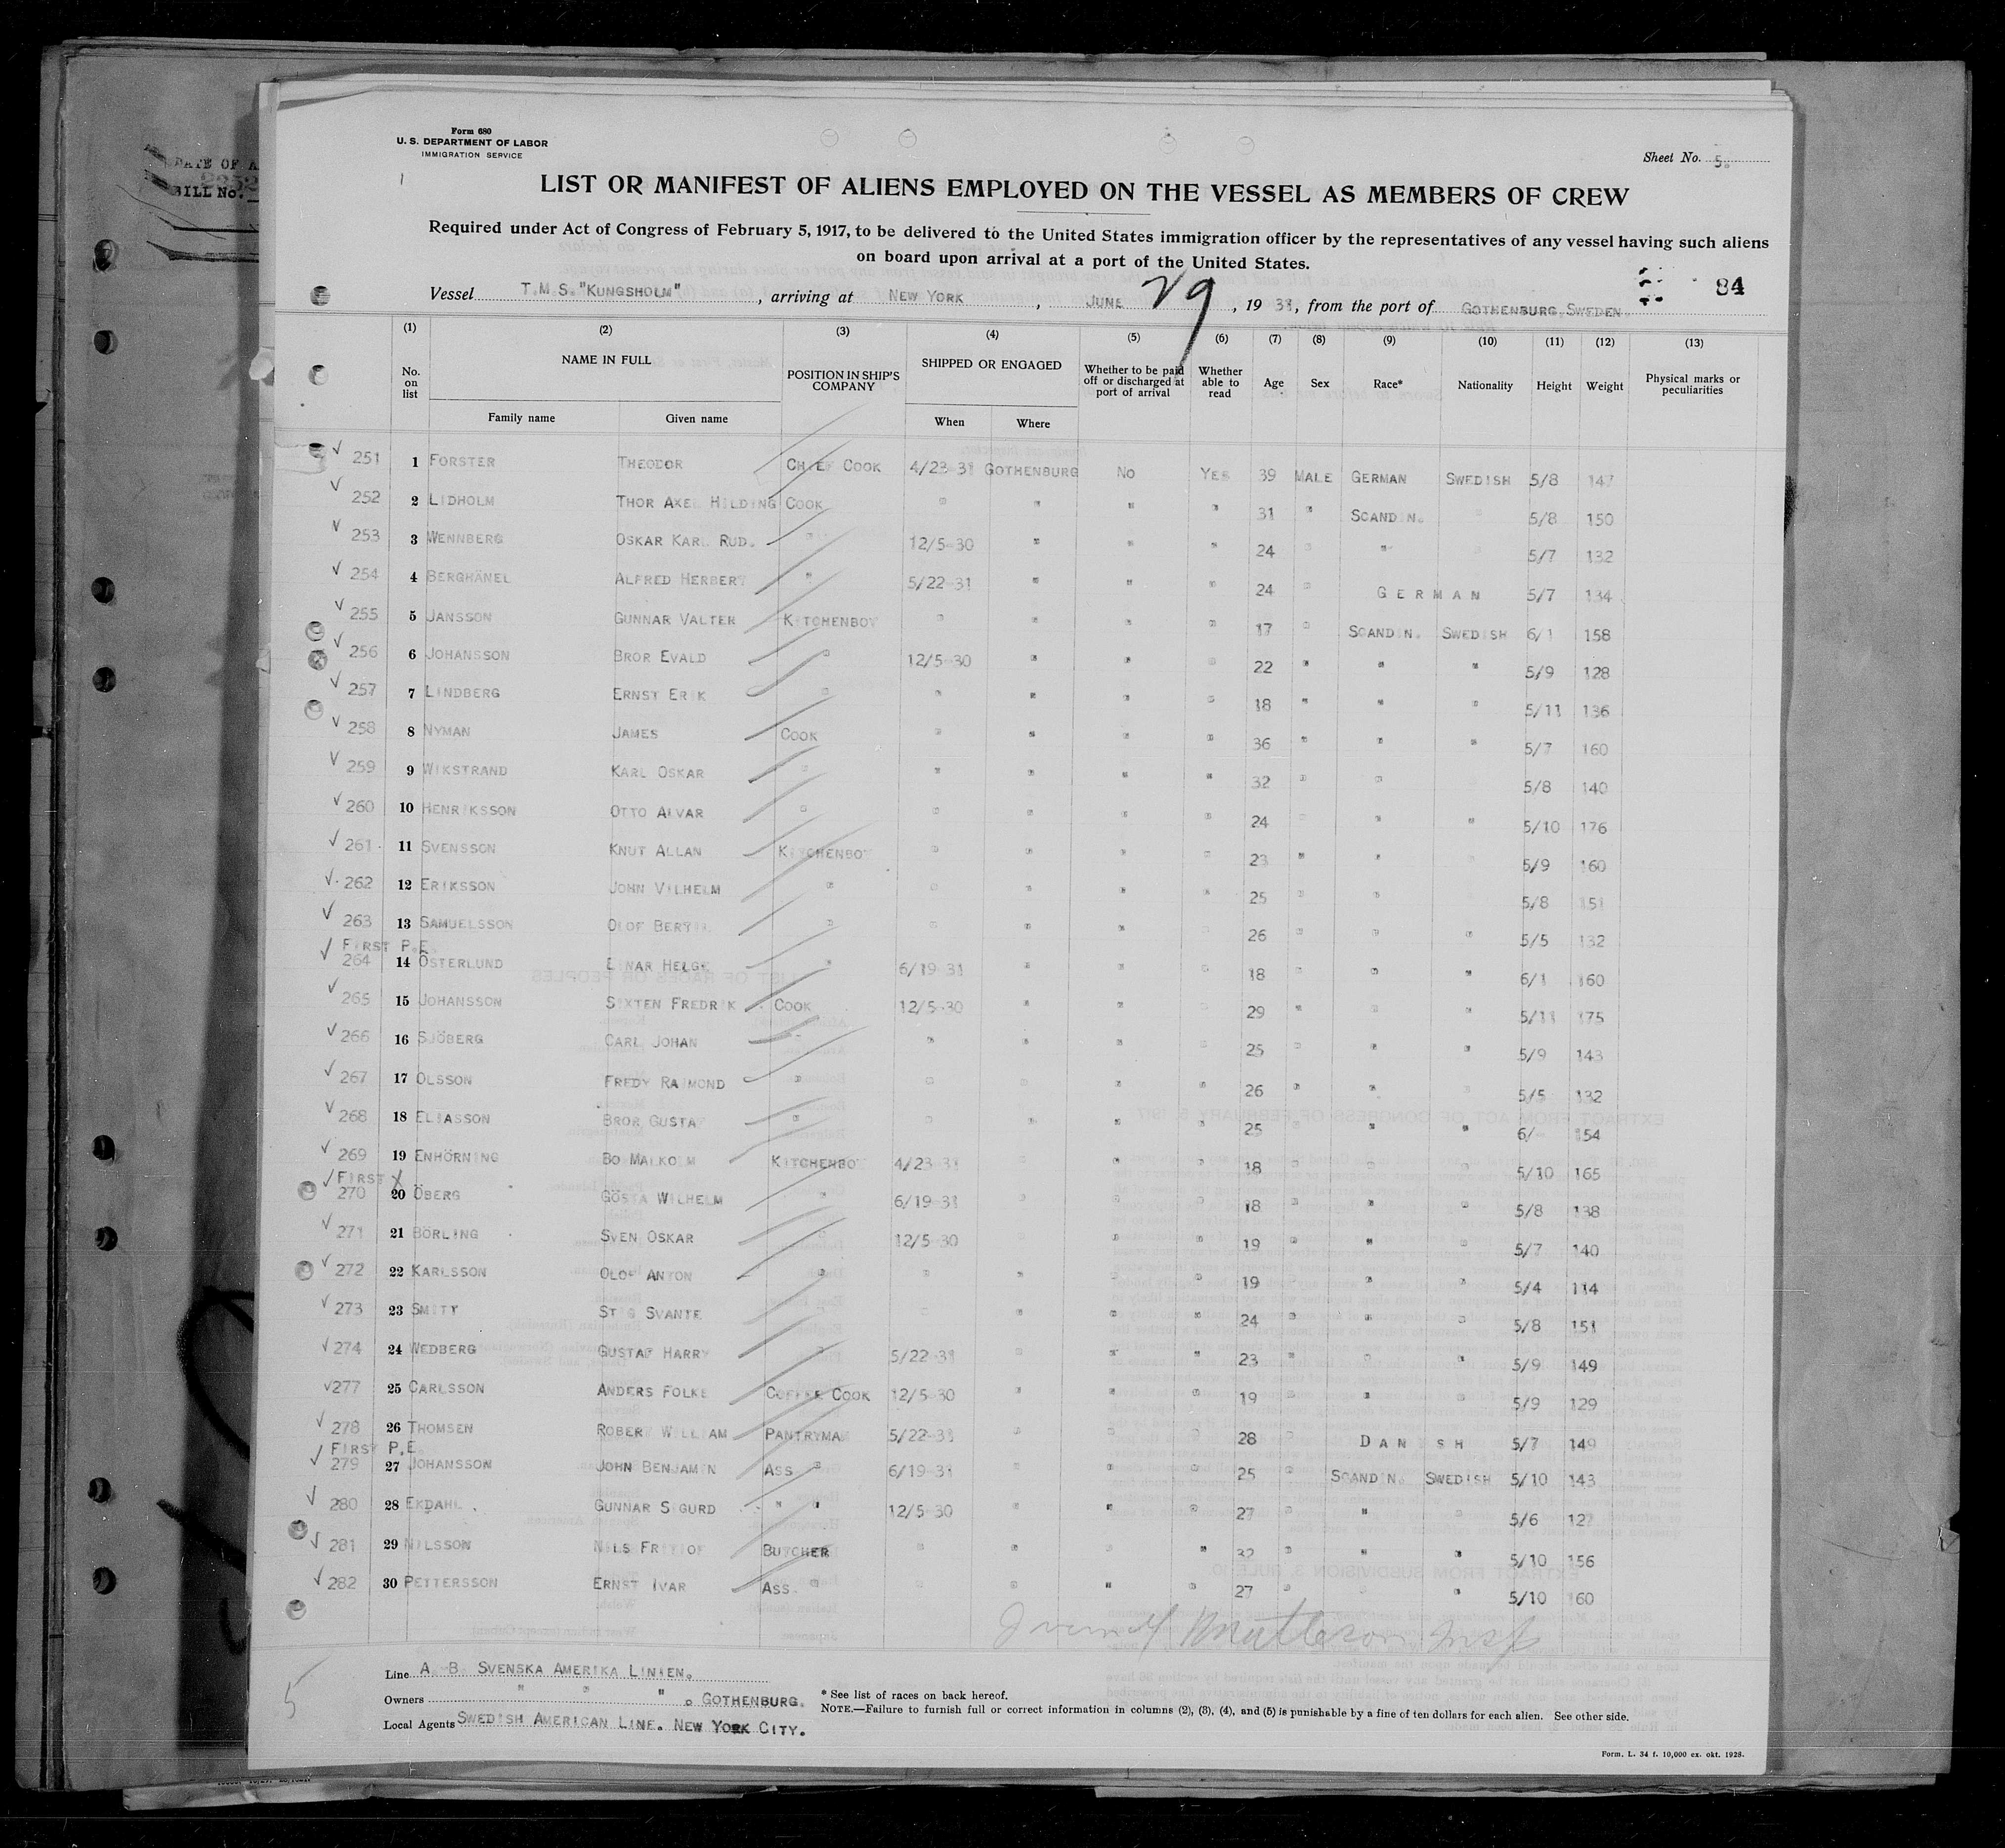 DATE OF A
BILL No.
Form 680
U. S. DEPARTMENT OF LABOR
IMMIGRATION SERVICE
Sheet No. 5.
LIST OR MANIFEST OF ALIENS EMPLOYED ON THE VESSEL AS MEMBERS OF CREW
Required under Act of Congress of February 5, 1917, to be delivered to the United States immigration officer by the representatives of any vessel having such aliens
on board upon arrival at a port of the United States.
84
Vessel T.M.S. "KUNGSHOLM", arriving at NEW YORK, JUNE 29, 1931, from the port of GOTHENBURG SWEDEN.
(1) (2) (3) (4) (5) (6) (7) (8) (9) (10) (11) (12) (13)
No. on list NAME IN FULL POSITION IN SHIP'S COMPANY SHIPPED OR ENGAGED Whether to be paid off or discharged at port of arrival Whether able to read Age Sex Race* Nationality Height Weight Physical marks or peculiarities
Family name Given name When Where
√ 251 1 FORSTER THEODOR CHIEF COOK 4/23-31 GOTHENBURG NO YES 39 MALE GERMAN SWEDISH 5/8 147
√ 252 2 LIDHOLM THOR AXEL HILDING COOK " " " " 31 " SCANDIN. " 5/8 150
√ 253 3 WENNBERG OSKAR KARL RUD. " 12/5-30 " " " 24 " " " 5/7 132
√ 254 4 BERGHÄNEL ALFRED HERBERT " 5/22-31 " " " 24 " GERMAN 5/7 134
√ 255 5 JANSSON GUNNAR VALTER KITCHENBOY " " " " 17 " SCANDIN. SWEDISH 6/1 158
√ 256 6 JOHANSSON BROR EVALD " 12/5-30 " " " 22 " " " 5/9 128
√ 257 7 LINDBERG ERNST ERIK " " " " " 18 " " " 5/11 136
√ 258 8 NYMAN JAMES COOK " " " " 36 " " " 5/7 160
√ 259 9 WIKSTRAND KARL OSKAR " " " " " 32 " " " 5/8 140
√ 260 10 HENRIKSSON OTTO ALVAR " " " " " 24 " " " 5/10 176
√ 261 11 SVENSSON KNUT ALLAN KITCHENBOY " " " " 23 " " " 5/9 160
√ 262 12 ERIKSSON JOHN VILHELM " " " " " 25 " " " 5/8 151
√ 263 13 SAMUELSSON OLOF BERTIL " " " " " 26 " " " 5/5 132
√ FIRST P.E.
264 14 ÖSTERLUND EINAR HELGE " 6/19-31 " " " 18 " " " 6/1 160
√ 265 15 JOHANSSON SIXTEN FREDRIK COOK 12/5-30 " " " 29 " " " 5/11 175
√ 266 16 SJÖBERG CARL JOHAN " " " " " 25 " " " 5/9 143
√ 267 17 OLSSON FREDY RAIMOND " " " " " 26 " " " 5/5 132
√ 268 18 ELIASSON BROR GUSTAF " " " " " 25 " " " 6/- 154
√ 269 19 ENHÖRNING BO MALKOLM KITCHENBOY 4/23-31 " " " 18 " " " 5/10 165
√ FIRST X
270 20 ÖBERG GÖSTA WILHELM " 6/19-31 " " " 18 " " " 5/8 138
√ 271 21 BÖRLING SVEN OSKAR " 12/5-30 " " " 19 " " " 5/7 140
√ 272 22 KARLSSON OLOF ANTON " " " " " 19 " " " 5/4 114
√ 273 23 SMITT STIG SVANTE " " " " " 24 " " " 5/8 151
√ 274 24 WEDBERG GUSTAF HARRY " 5/22-31 " " " 23 " " " 5/9 149
√ 277 25 CARLSSON ANDERS FOLKE COFFEE COOK 12/5-30 " " " 19 " " " 5/9 129
√ 278 26 THOMSEN ROBERT WILLIAM PANTRYMAN 5/22-31 " " " 28 DANISH 5/7 149
√ FIRST P.E.
279 27 JOHANSSON JOHN BENJAMIN ASS " 6/19-31 " " " 25 " SCANDIN. SWEDISH 5/10 143
√ 280 28 EKDAHL GUNNAR SIGURD " " 12/5-30 " " " 27 " " " 5/6 127
√ 281 29 NILSSON NILS FRITIOF BUTCHER " " " " 32 " " " 5/10 156
√ 282 30 PETTERSSON ERNST IVAR ASS. " " " " " 27 " " " 5/10 160
5
Line A. B. SVENSKA AMERIKA LINIEN.
Owners " " " . GOTHENBURG.
Local Agents SWEDISH AMERICAN LINE. NEW YORK CITY.
* See list of races on back hereof.
NOTE.—Failure to furnish full or correct information in columns (2), (3), (4), and (5) is punishable by a fine of ten dollars for each alien. See other side.
Form. L. 34 f. 10,000 ex. okt. 1928.